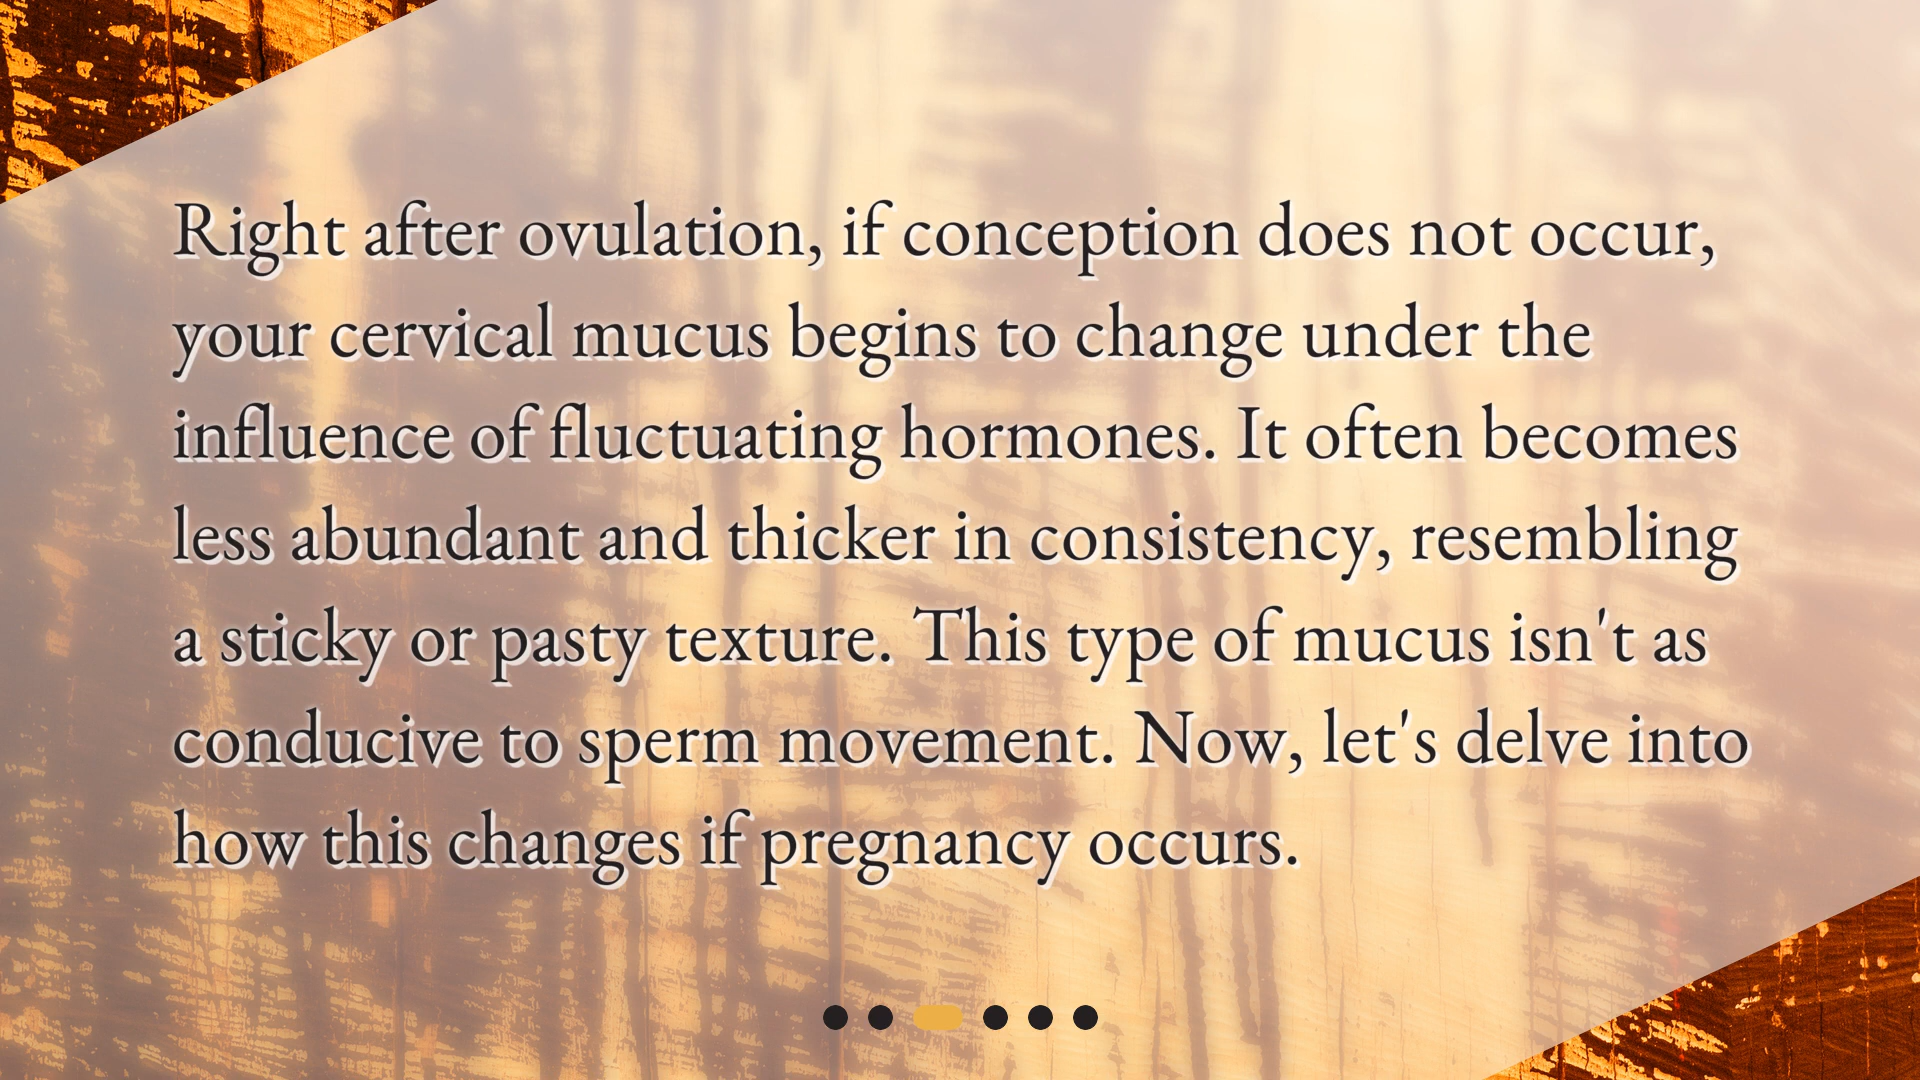 Right after ovulation, if conception does not occur,
your cervical mucus begins to change under the
influence of fluctuating hormones. It often becomes
less abundant and thicker in consistency, resembling
a sticky or pasty texture. This type of mucus isn't as
conducive to sperm movement. Now, let's delve into
how this changes if pregnancy occurs.